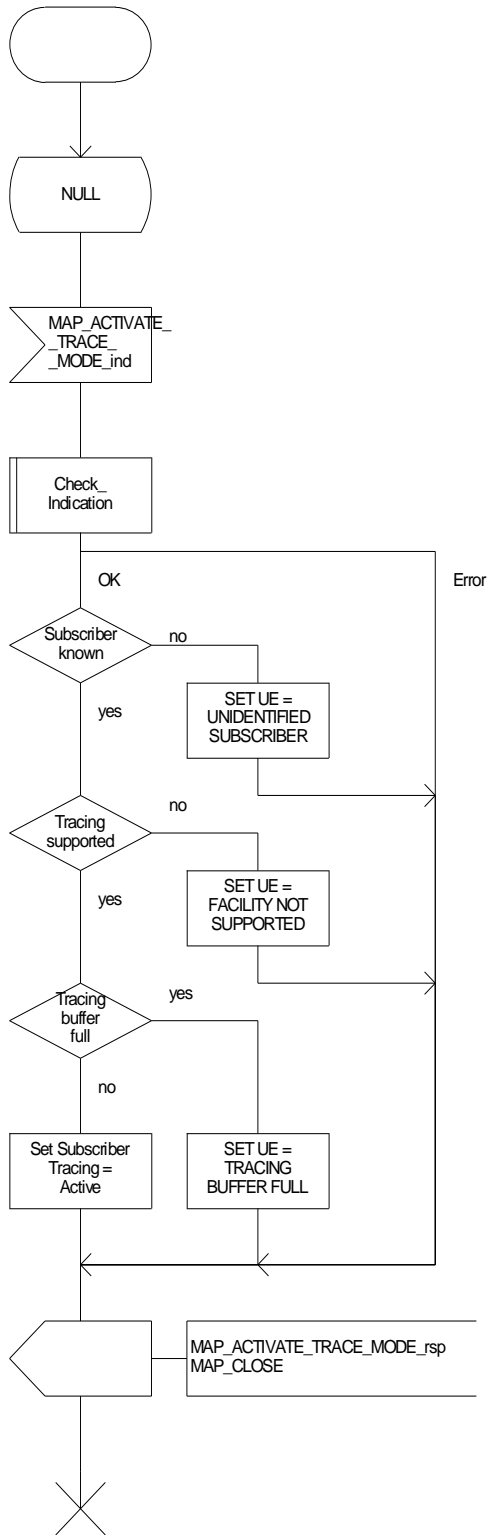 NULL
MAP_ACTIVATE_
_TRACE_
_MODE_ind
Check_
Indication
OK
Error
Subscriber
known
no
SET UE =
UNIDENTIFIED
SUBSCRIBER
yes
Tracing
supported
no
SET UE =
FACILITY NOT
SUPPORTED
yes
Tracing
buffer
full
yes
no
Set Subscriber
Tracing =
Active
SET UE =
TRACING
BUFFER FULL
MAP_ACTIVATE_TRACE_MODE_rsp
MAP_CLOSE